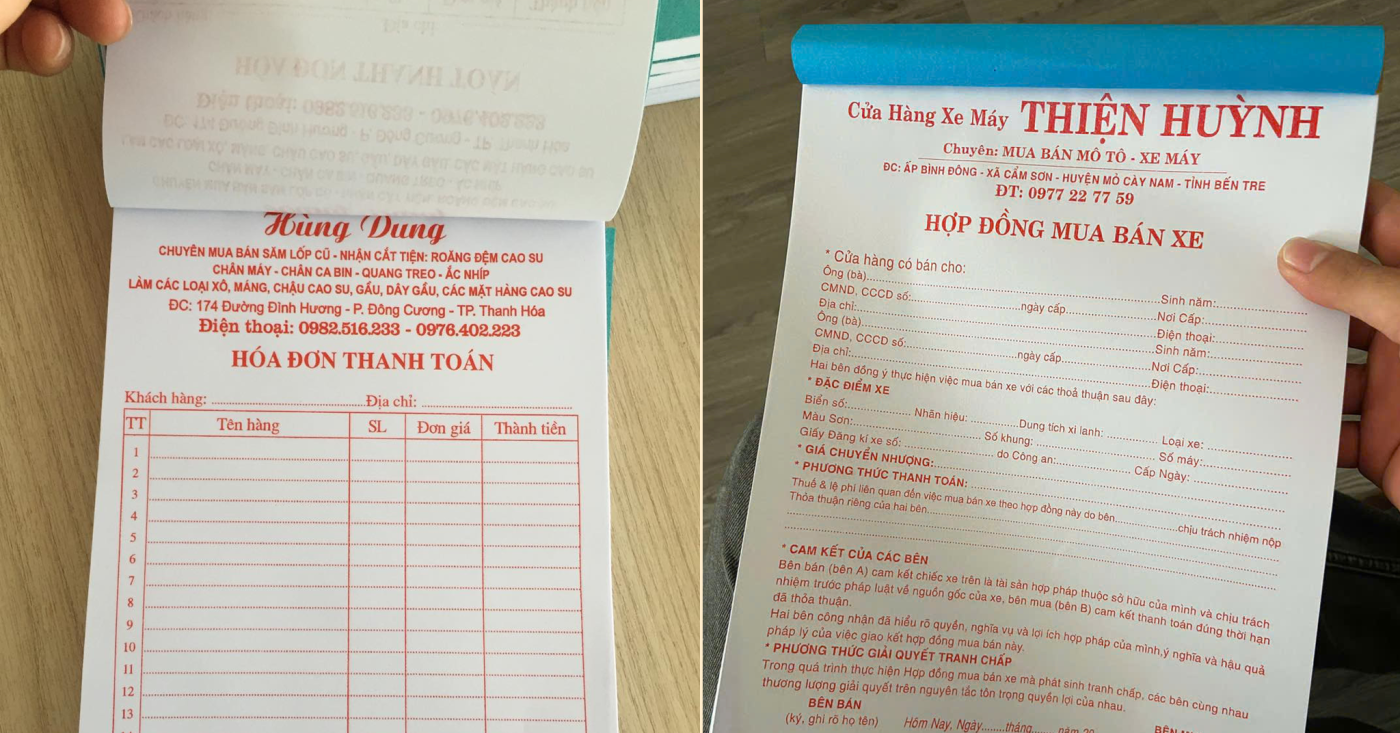 Hùng Dung
CHUYÊN MUA BÁN SĂM LỐP CŨ - NHẬN CẮT TIỆN: ROĂNG ĐỆM CAO SU
CHÂN MÁY - CHÂN CA BIN - QUANG TREO - ẮC NHÍP
LÀM CÁC LOẠI XÔ, MÁNG, CHẬU CAO SU, GẦU, DÂY GẦU, CÁC MẶT HÀNG CAO SU
ĐC: 174 Đường Đình Hương - P. Đông Cương - TP. Thanh Hóa
Điện thoại: 0982.516.233 - 0976.402.223
HÓA ĐƠN THANH TOÁN
Khách hàng: ........................ Địa chỉ: ........................
TT Tên hàng SL Đơn giá Thành tiền
1
2
3
4
5
6
7
8
9
10
11
12
13
Cửa Hàng Xe Máy THIỆN HUỲNH
Chuyên: MUA BÁN MÔ TÔ - XE MÁY
ĐC: ẤP BÌNH ĐÔNG - XÃ CẨM SƠN - HUYỆN MỎ CÀY NAM - TỈNH BẾN TRE
ĐT: 0977 22 77 59
HỢP ĐỒNG MUA BÁN XE
* Cửa hàng có bán cho:
Ông (bà)........................Sinh năm:........................
CMND, CCCD số:........................ngày cấp........................Nơi Cấp:........................
Địa chỉ:........................Điện thoại:........................
Ông (bà)........................Sinh năm:........................
CMND, CCCD số:........................ngày cấp........................Nơi Cấp:........................
Địa chỉ:........................Điện thoại:........................
Hai bên đồng ý thực hiện việc mua bán xe với các thoả thuận sau đây:
* ĐẶC ĐIỂM XE
Biển số:........................ Nhãn hiệu: ........................Dung tích xi lanh: ........................ Loại xe:........................
Màu Sơn:........................ Số khung: ........................ Số máy:........................
Giấy Đăng kí xe số: ........................ do Công an:........................ Cấp Ngày: ........................
* GIÁ CHUYỂN NHƯỢNG:........................
* PHƯƠNG THỨC THANH TOÁN: ........................
Thuế & lệ phí liên quan đến việc mua bán xe theo hợp đồng này do bên........................chịu trách nhiệm nộp
Thỏa thuận riêng của hai bên........................
* CAM KẾT CỦA CÁC BÊN
Bên bán (bên A) cam kết chiếc xe trên là tài sản hợp pháp thuộc sở hữu của mình và chịu trách
nhiệm trước pháp luật về nguồn gốc của xe, bên mua (bên B) cam kết thanh toán đúng thời hạn
đã thỏa thuận.
Hai bên công nhận đã hiểu rõ quyền, nghĩa vụ và lợi ích hợp pháp của mình,ý nghĩa và hậu quả
pháp lý của việc giao kết hợp đồng mua bán này.
* PHƯƠNG THỨC GIẢI QUYẾT TRANH CHẤP
Trong quá trình thực hiện Hợp đồng mua bán xe mà phát sinh tranh chấp, các bên cùng nhau
thương lượng giải quyết trên nguyên tắc tôn trọng quyền lợi của nhau.
BÊN BÁN
(ký, ghi rõ họ tên)
Hôm Nay, Ngày........tháng........năm 20